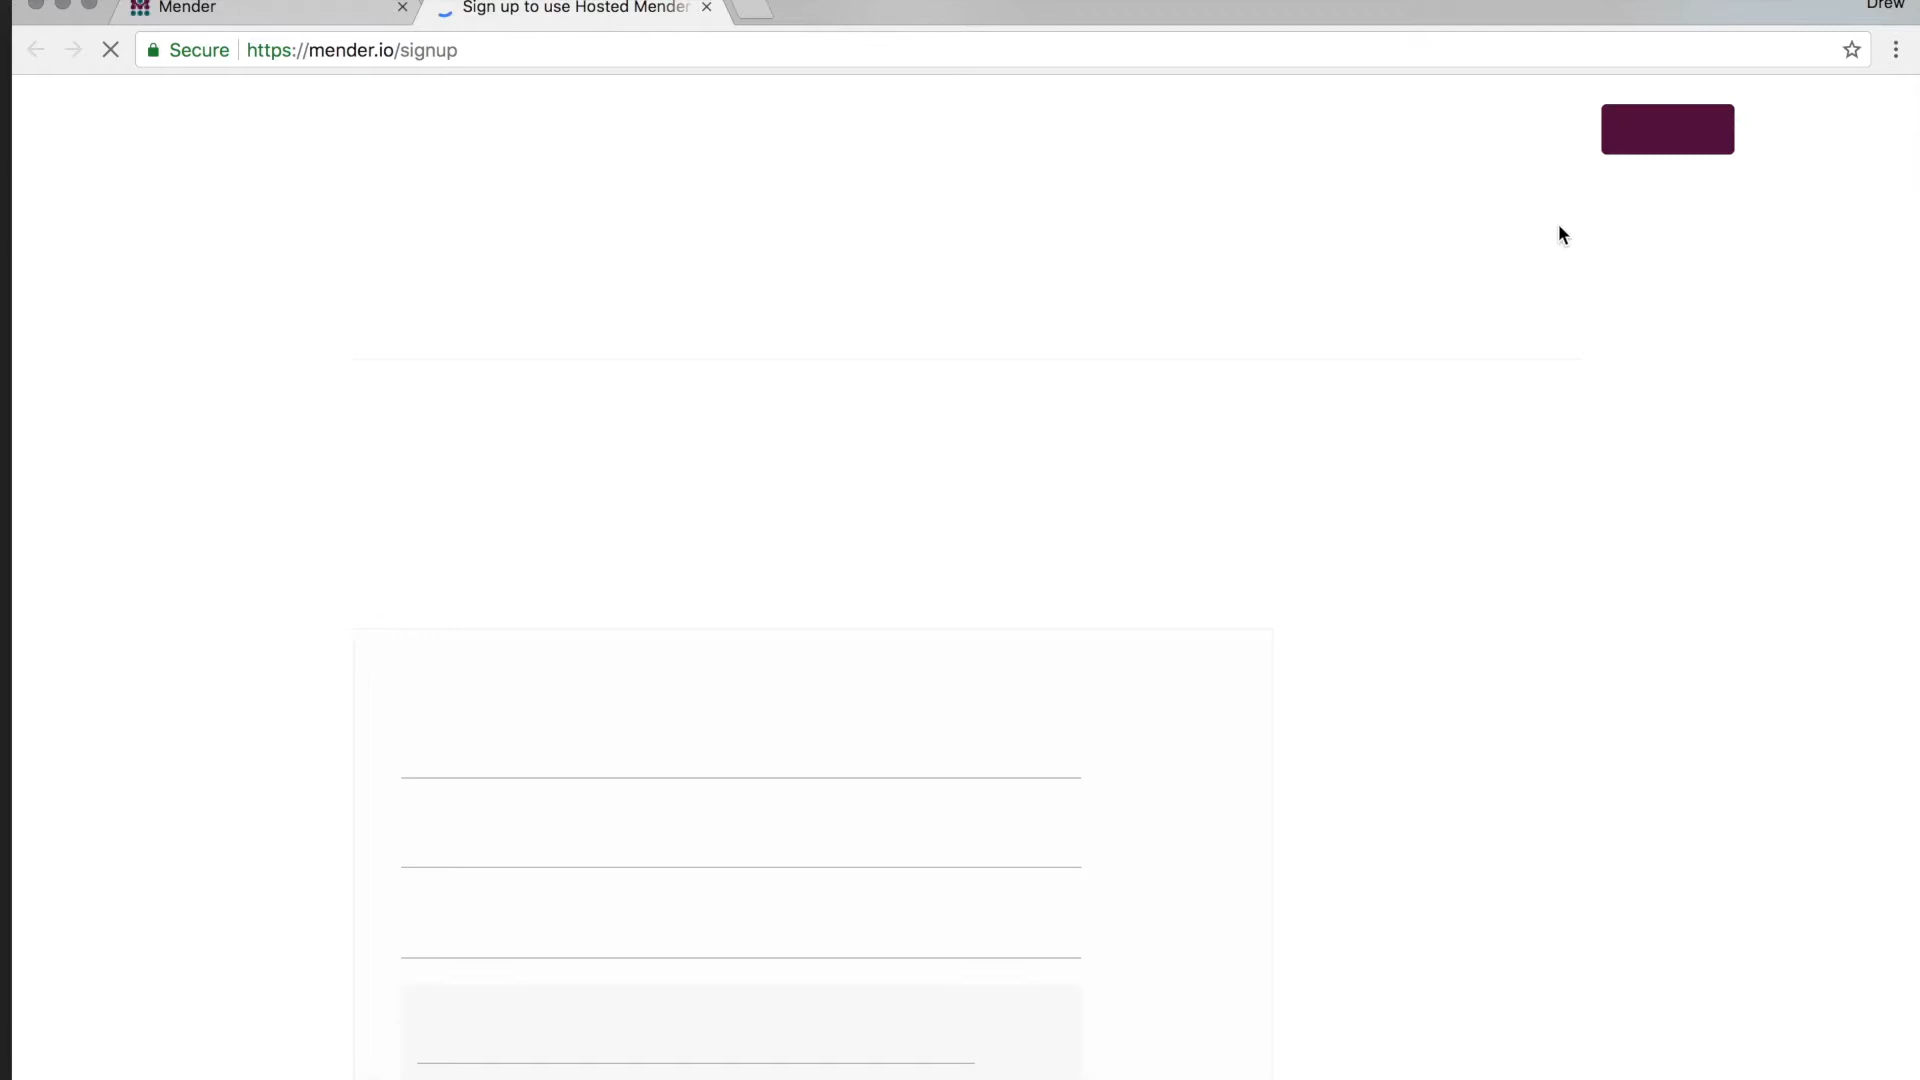 Mender
Sign up to use Hosted Mender
Drew
Secure
https://mender.io/signup